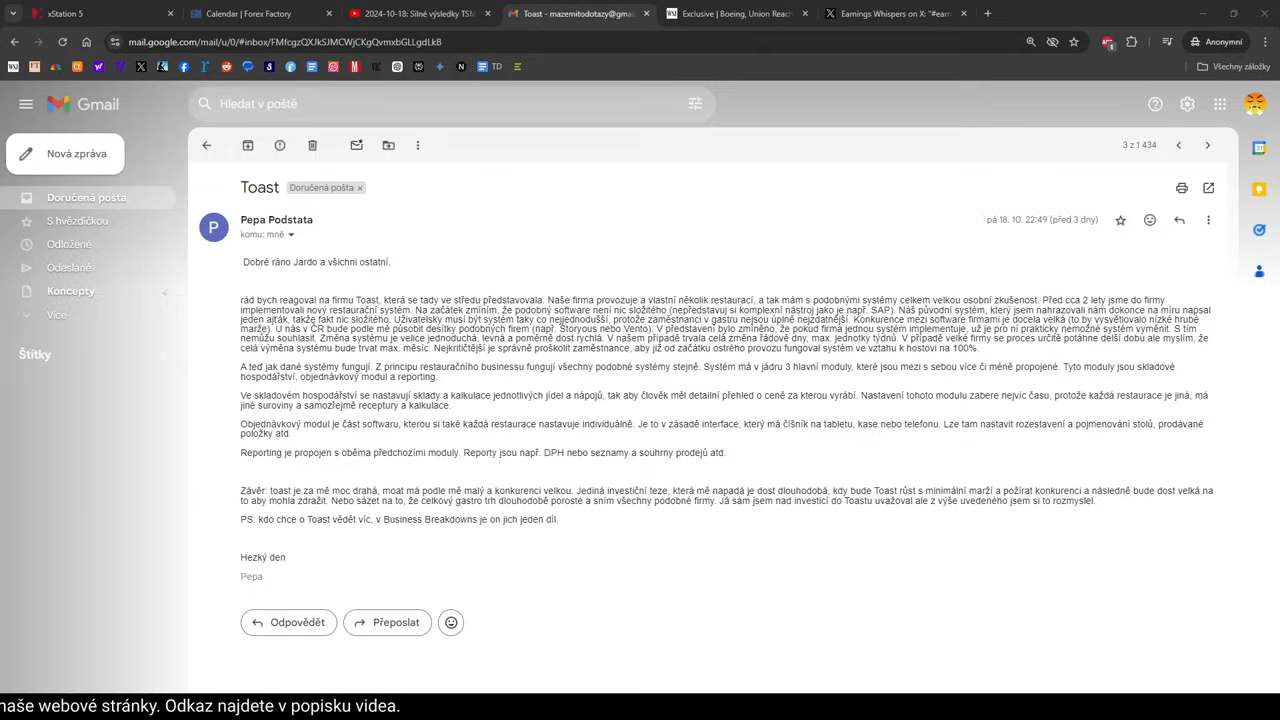 xStation 5
Calendar | Forex Factory
2024-10-18: Silné výsledky TSM
Toast - mazemitodotazy@gmai
Exclusive | Boeing, Union Reach
Earnings Whispers on X: "#earn
mail.google.com/mail/u/0/#inbox/FMfcgzQXJkSJMCWjCKgQvmxbGLLgdLkB
Anonymní
TD
Všechny záložky
Gmail
Hledat v poště
Nová zpráva
3 z 1 434
Doručená pošta
S hvězdičkou
Odložené
Odeslané
Koncepty
Více
Štítky
Toast
Doručená pošta ×
Pepa Podstata
pá 18. 10. 22:49 (před 3 dny)
komu: mně
Dobré ráno Jardo a všichni ostatní,
rád bych reagoval na firmu Toast, která se tady ve středu představovala. Naše firma provozuje a vlastní několik restaurací, a tak mám s podobnými systémy celkem velkou osobní zkušenost. Před cca 2 lety jsme do firmy
implementovali nový restaurační systém. Na začátek zmíním, že podobný software není nic složitého (nepředstavuj si komplexní nástroj jako je např. SAP). Náš původní systém, který jsem nahrazovali nám dokonce na míru napsal
jeden ajťák, takže fakt nic složitého. Uživatelsky musí být systém taky co nejjednodušší, protože zaměstnanci v gastru nejsou úplně nejzdatnější. Konkurence mezi software firmami je docela velká (to by vysvětlovalo nízké hrubé
marže). U nás v ČR bude podle mě působit desítky podobných firem (např. Storyous nebo Vento). V představení bylo zmíněno, že pokud firma jednou systém implementuje, už je pro ní prakticky nemožné systém vyměnit. S tím
nemůžu souhlasit. Změna systému je velice jednoduchá, levná a poměrně dost rychlá. V našem případě trvala celá změna řádově dny, max. jednotky týdnů. V případě velké firmy se proces určitě potáhne delší dobu ale myslím, že
celá výměna systému bude trvat max. měsíc. Nejkritičtější je správně proškolit zaměstnance, aby již od začátku ostrého provozu fungoval systém ve vztahu k hostovi na 100%.
A teď jak dané systémy fungují. Z principu restauračního businessu fungují všechny podobné systémy stejně. Systém má v jádru 3 hlavní moduly, které jsou mezi s sebou více či méně propojené. Tyto moduly jsou skladové
hospodářství, objednávkový modul a reporting.
Ve skladovém hospodářství se nastavují sklady a kalkulace jednotlivých jídel a nápojů, tak aby člověk měl detailní přehled o ceně za kterou vyrábí. Nastavení tohoto modulu zabere nejvíc času, protože každá restaurace je jiná, má
jiné suroviny a samozřejmě receptury a kalkulace.
Objednávkový modul je část softwaru, kterou si také každá restaurace nastavuje individuálně. Je to v zásadě interface, který má číšník na tabletu, kase nebo telefonu. Lze tam nastavit rozestavení a pojmenování stolů, prodávané
položky atd.
Reporting je propojen s oběma předchozími moduly. Reporty jsou např. DPH nebo seznamy a souhrny prodejů atd.
Závěr: toast je za mě moc drahá, moat má podle mě malý a konkurenci velkou. Jediná investiční teze, která mě napadá je dost dlouhodobá, kdy bude Toast růst s minimální marží a požírat konkurenci a následně bude dost velká na
to aby mohla zdražit. Nebo sázet na to, že celkový gastro trh dlouhodobě poroste a sním všechny podobné firmy. Já sám jsem nad investicí do Toastu uvažoval ale z výše uvedeného jsem si to rozmyslel.
PS: kdo chce o Toast vědět víc, v Business Breakdowns je on jich jeden díl.
Hezký den
Pepa
Odpovědět
Přeposlat
naše webové stránky. Odkaz najdete v popisku videa.